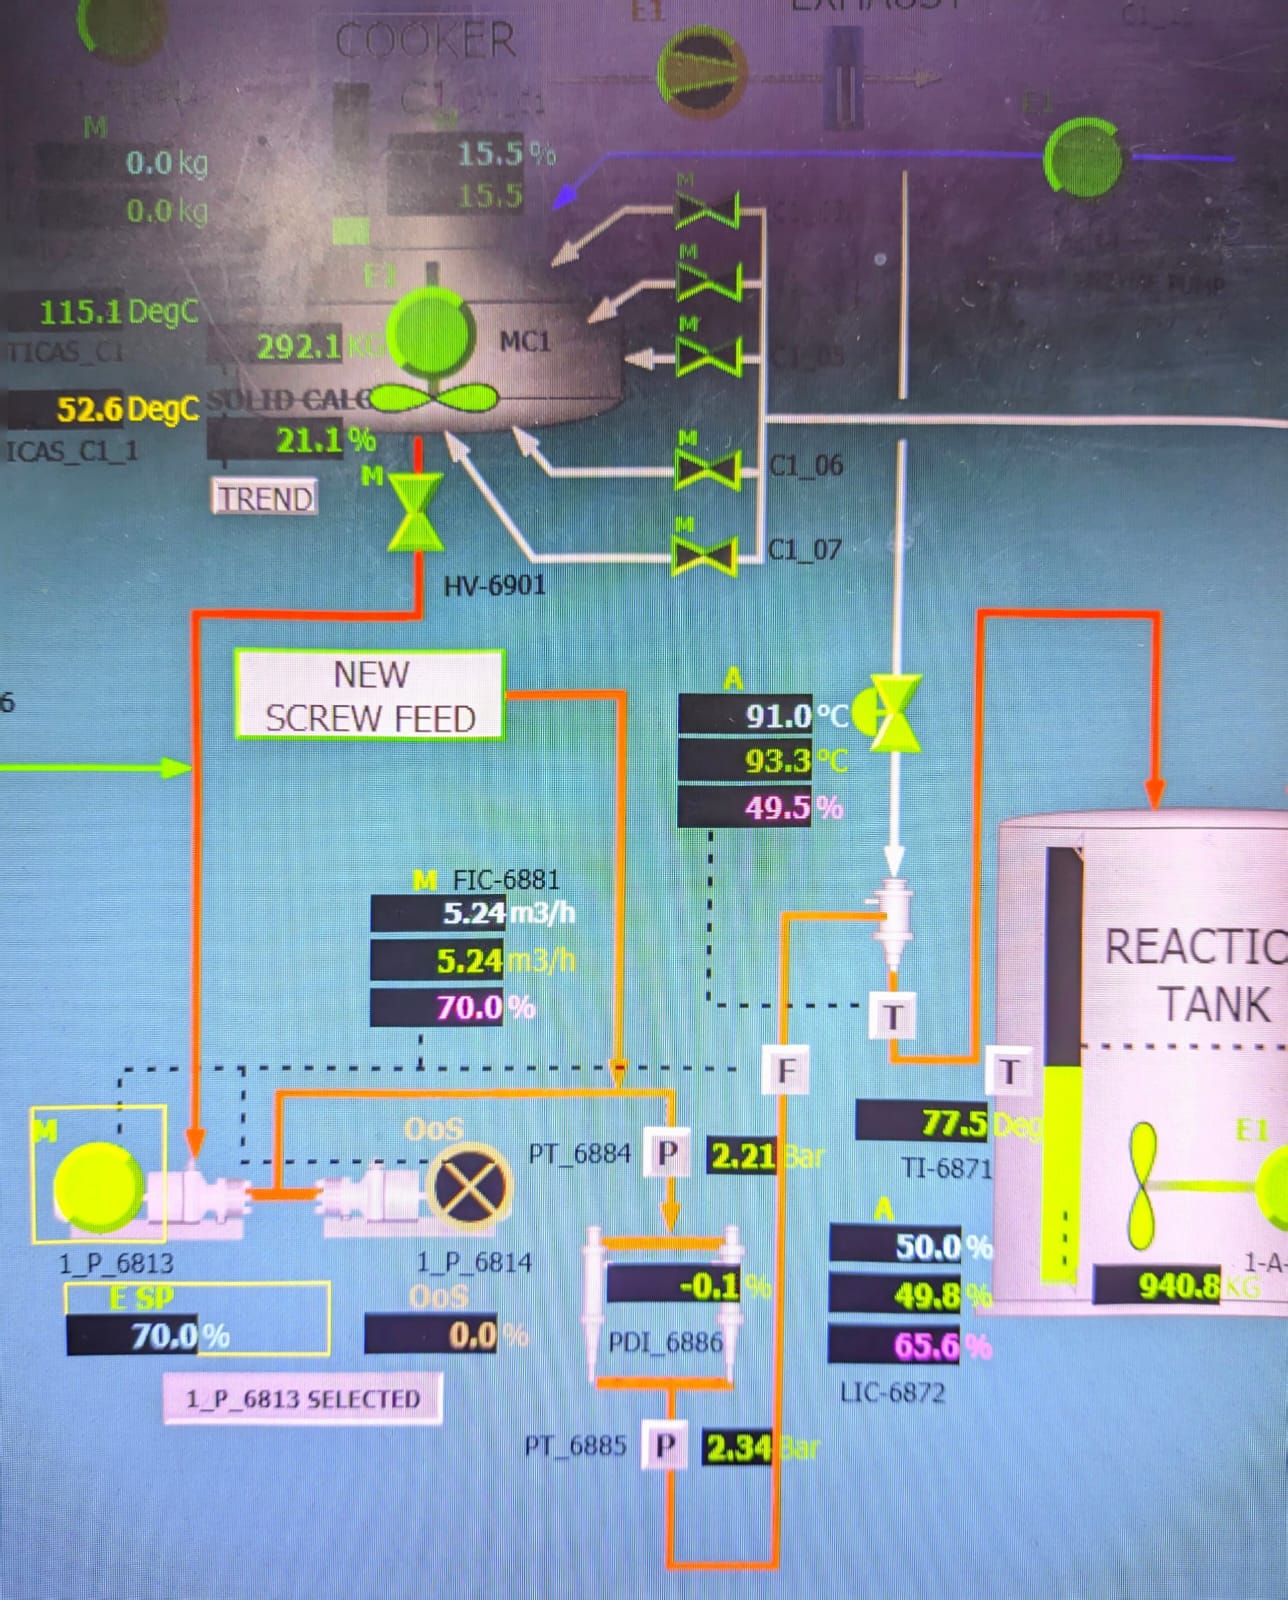 COOKER
E1
M
0.0 kg
0.0 kg
15.5 %
15.5
M
E1
115.1 DegC
TICAS_C1
292.1 KG
MC1
M
M
52.6 DegC
ICAS_C1_1
SOLID CALC
21.1 %
TREND
M
M
C1_06
M
C1_07
HV-6901
NEW
SCREW FEED
6
A
91.0 °C
93.3 °C
49.5 %
M FIC-6881
5.24 m3/h
5.24 m3/h
70.0 %
REACTIO
TANK
T
F
T
M
OoS
PT_6884
P
2.21 Bar
77.5 Deg
TI-6871
E1
1_P_6813
1_P_6814
E SP
70.0 %
OoS
0.0 %
-0.1 %
PDI_6886
A
50.0 %
49.8 %
65.6 %
LIC-6872
1-A-
940.8 KG
1_P_6813 SELECTED
PT_6885
P
2.34 Bar